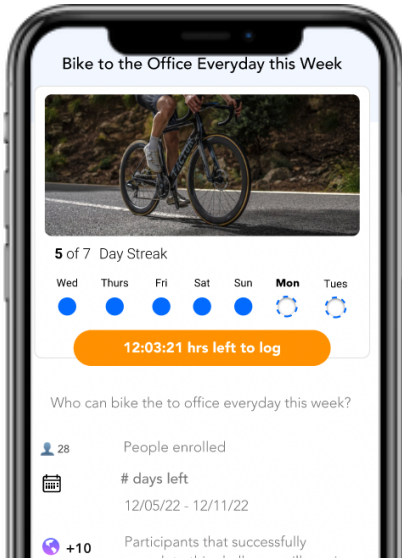 Bike to the Office Everyday this Week
5 of 7 Day Streak
Wed Thurs Fri Sat Sun Mon Tues
12:03:21 hrs left to log
Who can bike the to office everyday this week?
28 People enrolled
# days left
12/05/22 - 12/11/22
+10 Participants that successfully